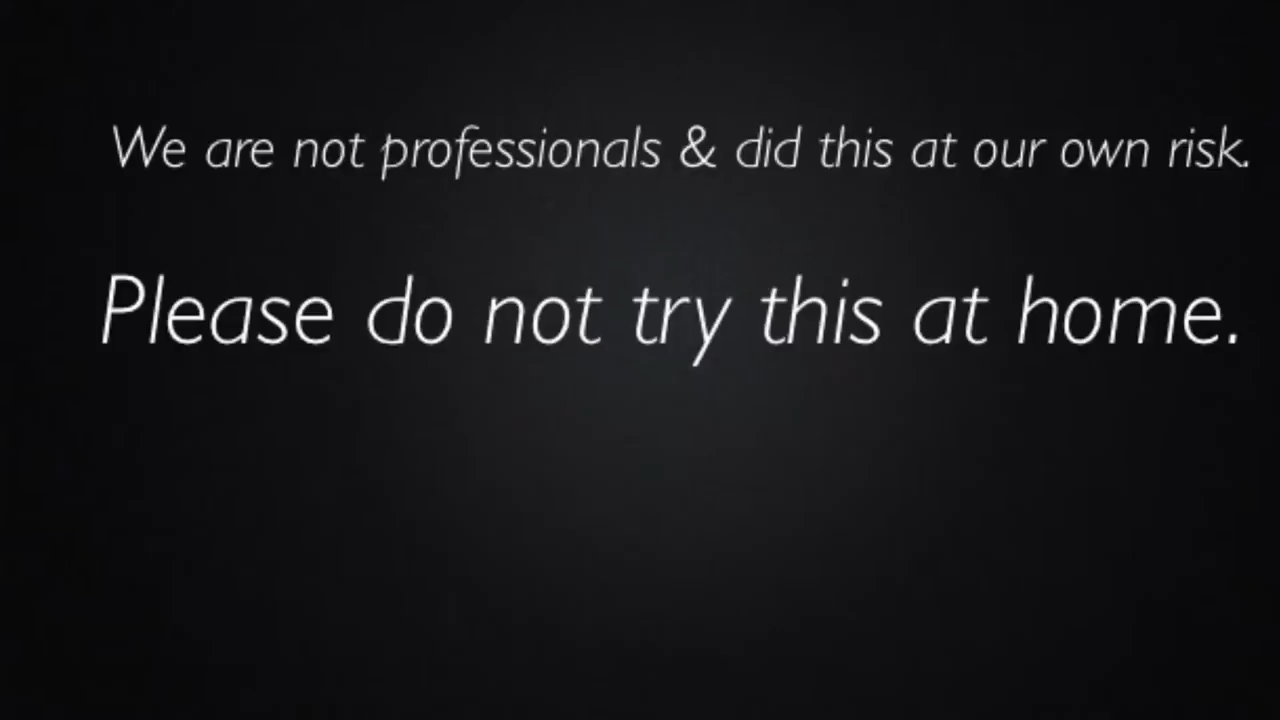 We are not professionals & did this at our own risk.
Please do not try this at home.